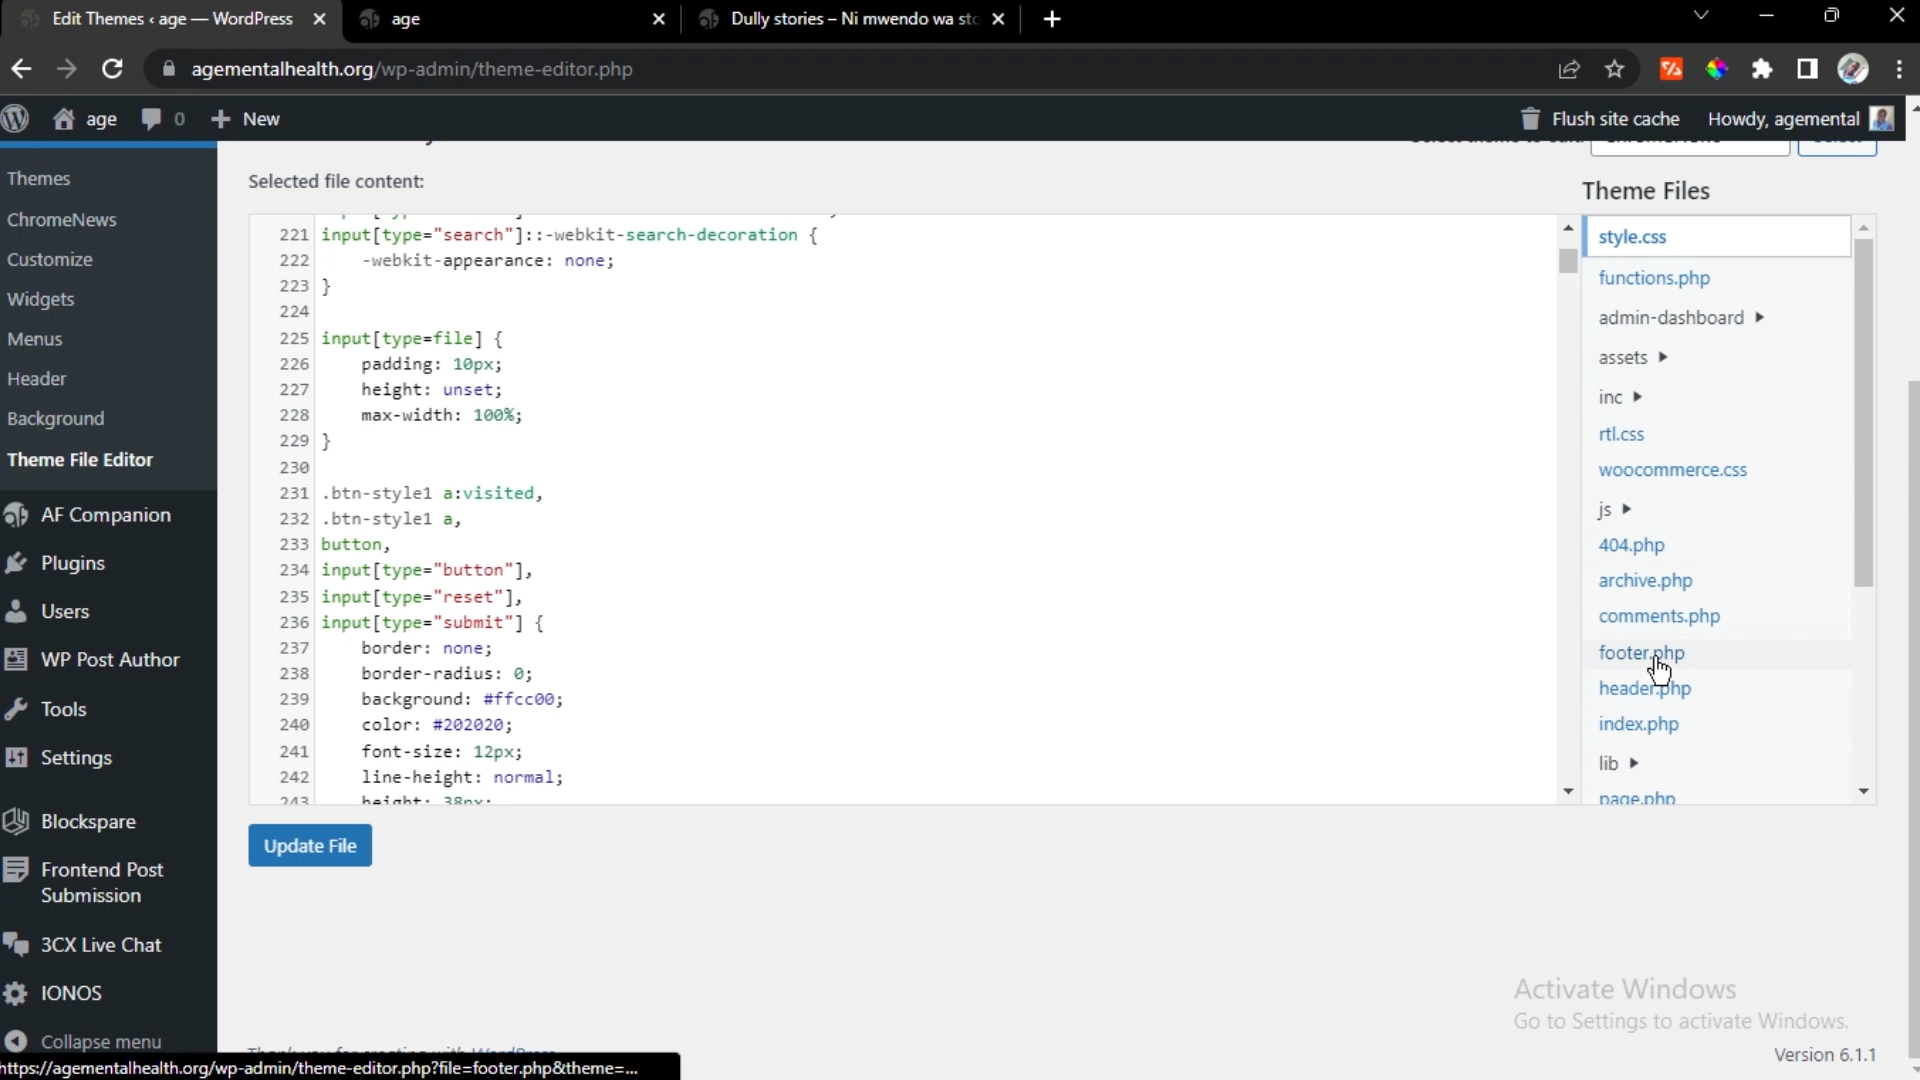 Edit Themes ‹ age — WordPress
age
Dully stories – Ni mwendo wa sto
agementalhealth.org/wp-admin/theme-editor.php
age
0
New
Flush site cache
Howdy, agemental
Themes
ChromeNews
Customize
Widgets
Menus
Header
Background
Theme File Editor
AF Companion
Plugins
Users
WP Post Author
Tools
Settings
Blockspare
Frontend Post
Submission
3CX Live Chat
IONOS
Collapse menu
Selected file content:
221 input[type="search"]::-webkit-search-decoration {
222 -webkit-appearance: none;
223 }
224
225 input[type=file] {
226 padding: 10px;
227 height: unset;
228 max-width: 100%;
229 }
230
231 .btn-style1 a:visited,
232 .btn-style1 a,
233 button,
234 input[type="button"],
235 input[type="reset"],
236 input[type="submit"] {
237 border: none;
238 border-radius: 0;
239 background: #ffcc00;
240 color: #202020;
241 font-size: 12px;
242 line-height: normal;
243 height: 38px;
Update File
Theme Files
style.css
functions.php
admin-dashboard
assets
inc
rtl.css
woocommerce.css
js
404.php
archive.php
comments.php
footer.php
header.php
index.php
lib
page.php
Activate Windows
Go to Settings to activate Windows.
Version 6.1.1
https://agementalhealth.org/wp-admin/theme-editor.php?file=footer.php&theme=...